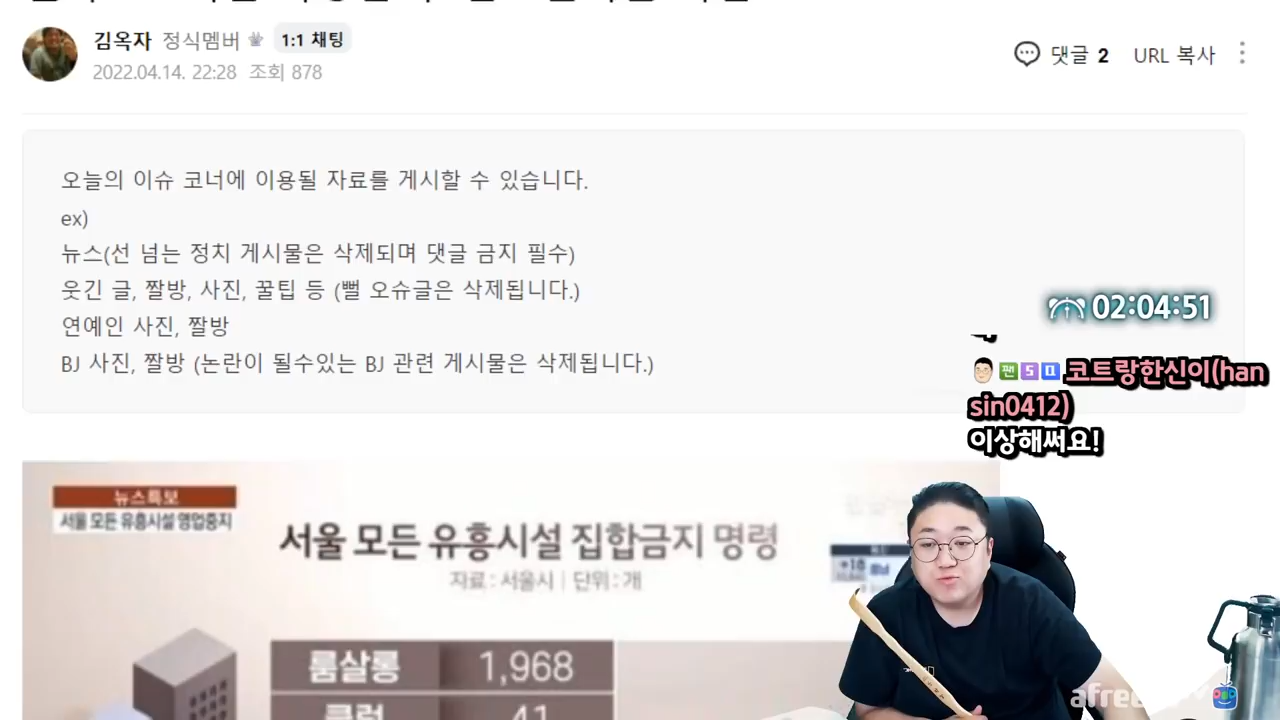 김옥자 정식멤버 1:1 채팅
2022.04.14. 22:28 조회 878
댓글 2 URL 복사
오늘의 이슈 코너에 이용될 자료를 게시할 수 있습니다.
ex)
뉴스(선 넘는 정치 게시물은 삭제되며 댓글 금지 필수)
웃긴 글, 짤방, 사진, 꿀팁 등 (뻘 오슈글은 삭제됩니다.)
연예인 사진, 짤방
BJ 사진, 짤방 (논란이 될수있는 BJ 관련 게시물은 삭제됩니다.)
02:04:51
팬 5 코트랑한신이(han
sin0412)
이상해써요!
뉴스특보
서울 모든 유흥시설 영업중지
서울 모든 유흥시설 집합금지 명령
자료 : 서울시 | 단위 : 개
룸살롱 1,968
클럽 41